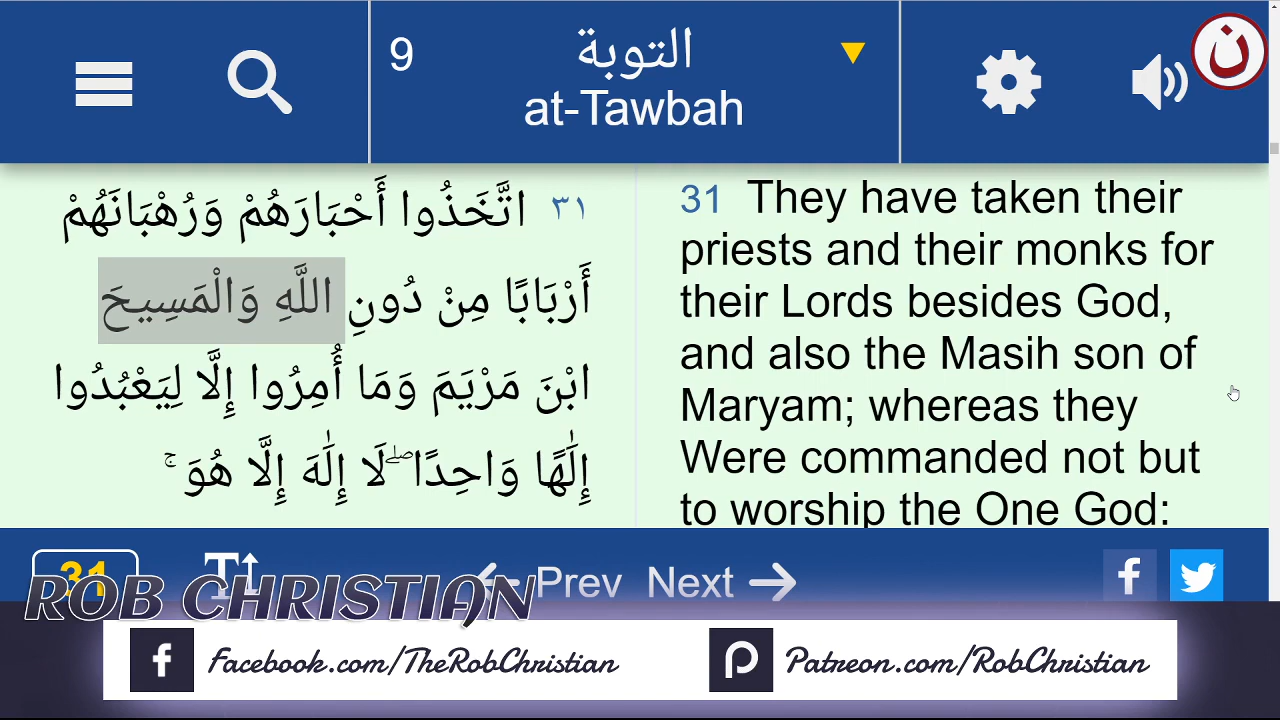 9
التوبة
at-Tawbah
ن
٣١ اتَّخَذُوا أَحْبَارَهُمْ وَرُهْبَانَهُمْ
أَرْبَابًا مِنْ دُونِ اللَّهِ وَالْمَسِيحَ
ابْنَ مَرْيَمَ وَمَا أُمِرُوا إِلَّا لِيَعْبُدُوا
إِلَٰهًا وَاحِدًا ۖ لَا إِلَٰهَ إِلَّا هُوَ ۚ
31 They have taken their
priests and their monks for
their Lords besides God,
and also the Masih son of
Maryam; whereas they
Were commanded not but
to worship the One God:
31
T
Prev Next
ROB CHRISTIAN
Facebook.com/TheRobChristian
Patreon.com/RobChristian